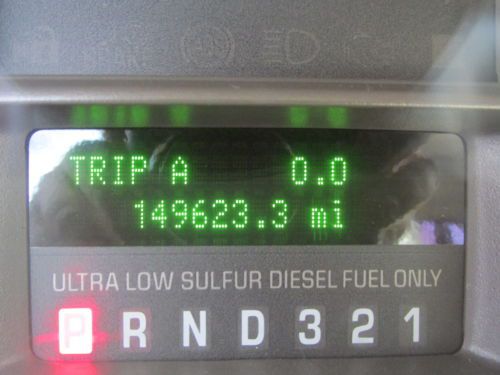 TRIP A 0.0
149623.3 mi
ULTRA LOW SULFUR DIESEL FUEL ONLY
P R N D 3 2 1